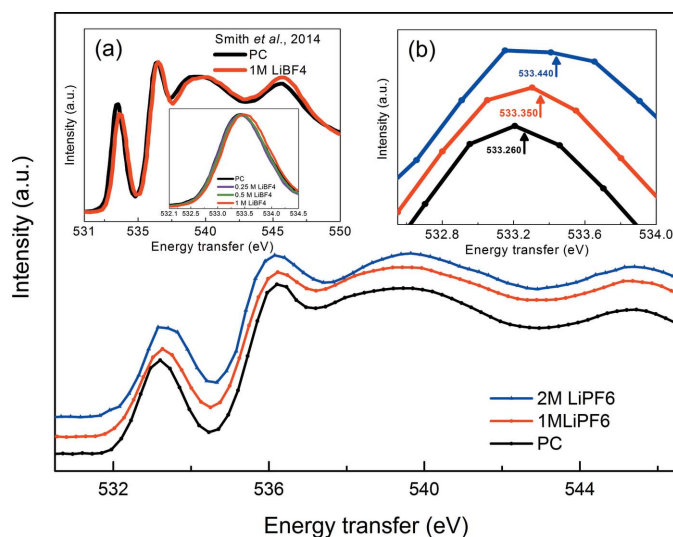 (a)
Smith et al., 2014
PC
1M LiBF4
Intensity (a.u.)
PC
0.25 M LiBF4
0.5 M LiBF4
1 M LiBF4
532.1 532.5 533.0 533.5 534.0 534.5
531 535 540 545 550
Energy transfer (eV)
(b)
Intensity (a.u.)
533.440
533.350
533.260
532.8 533.2 533.6 534.0
Energy transfer (eV)
Intensity (a.u.)
2M LiPF6
1MLiPF6
PC
532 536 540 544
Energy transfer (eV)